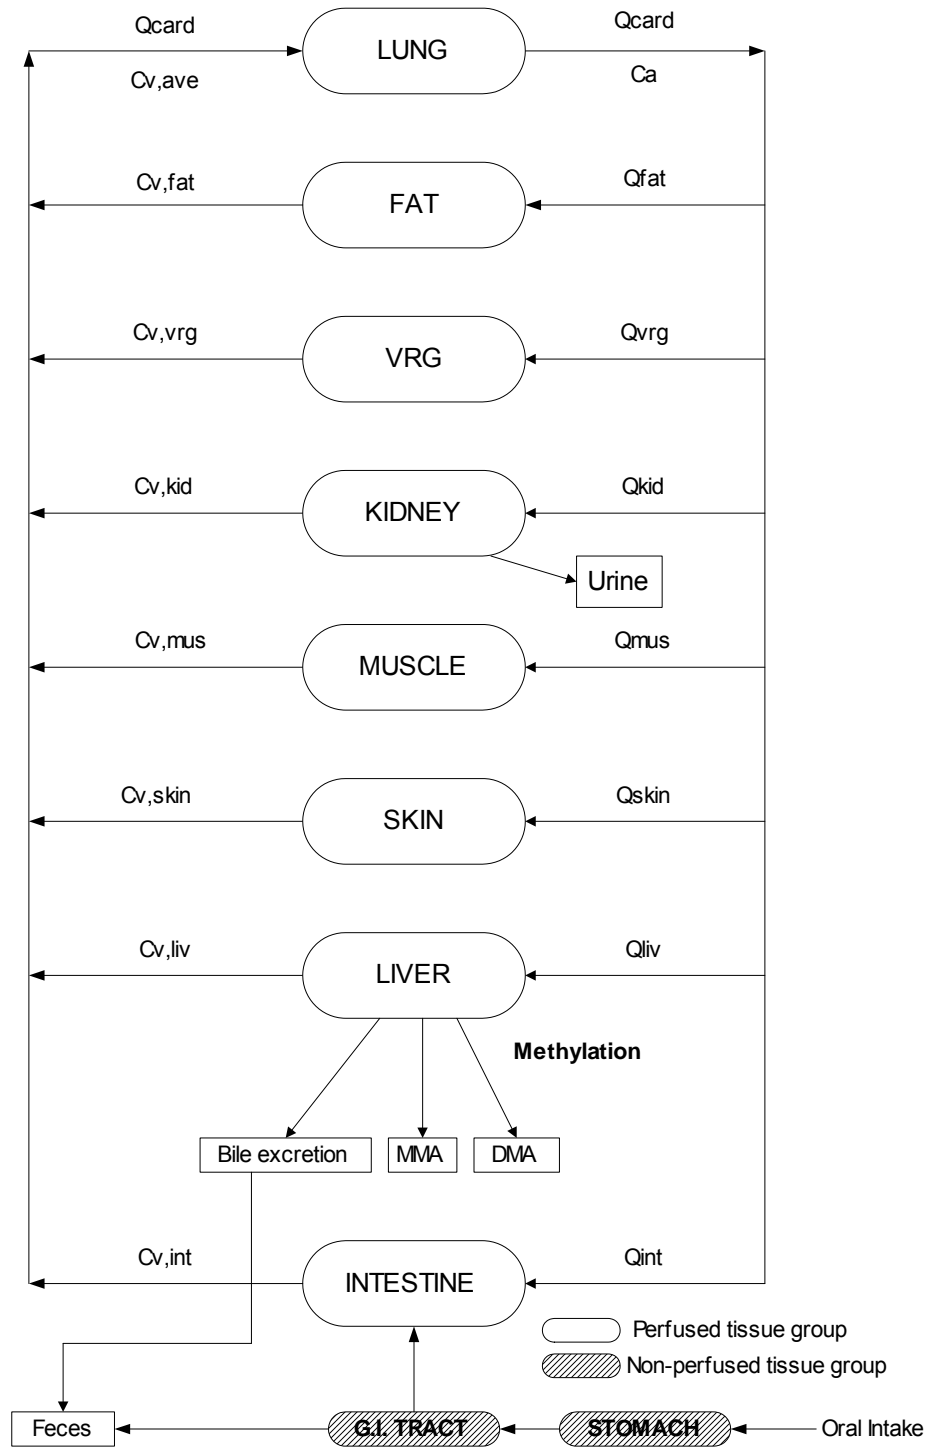 Qcard
LUNG
Qcard
Cv,ave
Ca
Cv,fat
FAT
Qfat
Cv,vrg
VRG
Qvrg
Cv,kid
KIDNEY
Qkid
Urine
Cv,mus
MUSCLE
Qmus
Cv,skin
SKIN
Qskin
Cv,liv
LIVER
Qliv
Methylation
Bile excretion
MMA
DMA
Cv,int
INTESTINE
Qint
Perfused tissue group
Non-perfused tissue group
Feces
G.I. TRACT
STOMACH
Oral Intake